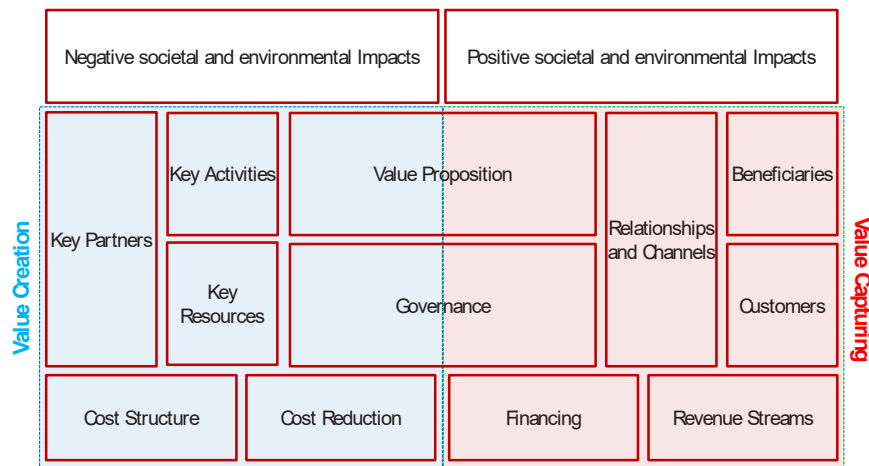 Negative societal and environmental Impacts
Positive societal and environmental Impacts
Value Creation
Key Partners
Key Activities
Key
Resources
Value Proposition
Governance
Relationships
and Channels
Beneficiaries
Customers
Value Capturing
Cost Structure
Cost Reduction
Financing
Revenue Streams